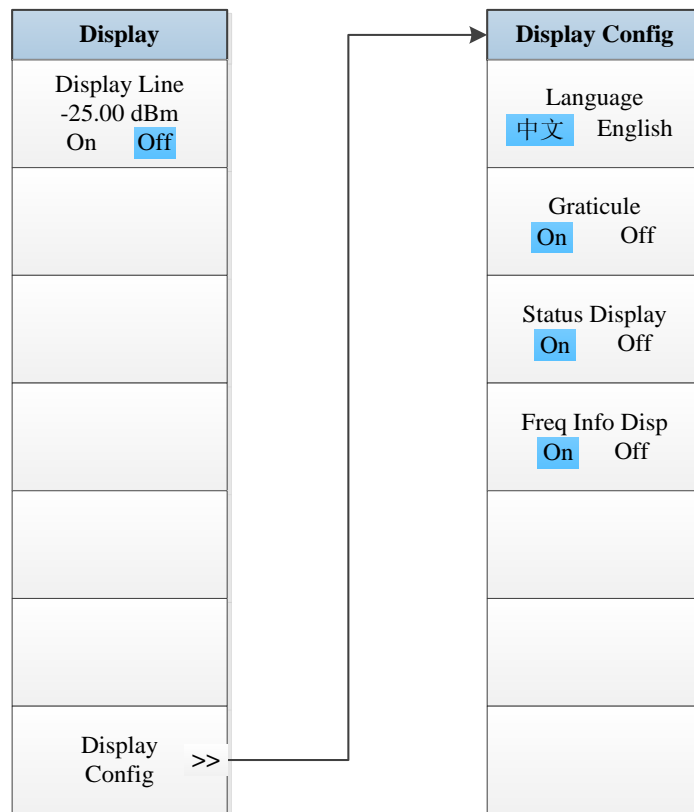 Display
Display Line
-25.00 dBm
On Off
Display
Config >>
Display Config
Language
中文 English
Graticule
On Off
Status Display
On Off
Freq Info Disp
On Off